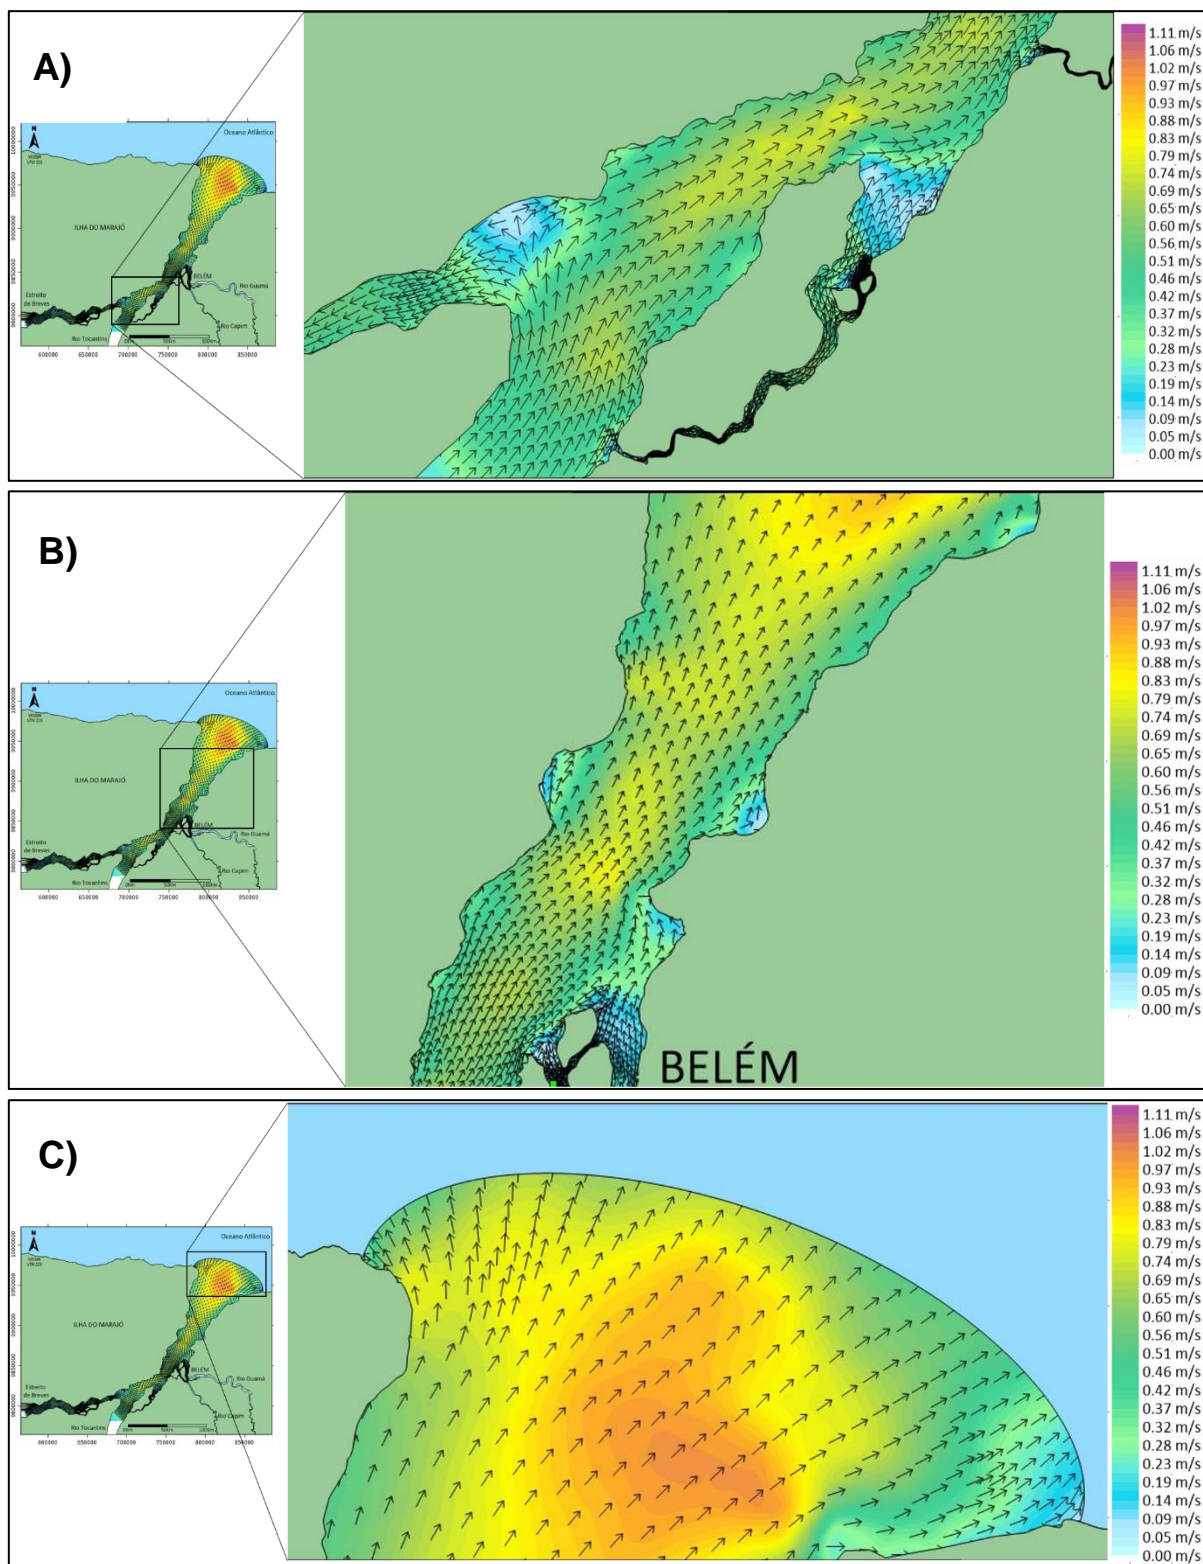 A)
N
Oceano Atlântico
ILHA DO MARAJÓ
BELÉM
Rio Guamá
Estreito
de Breves
Rio Capim
Rio Tocantins
50km
100km
600000 650000 700000 750000 800000 850000
1.11 m/s
1.06 m/s
1.02 m/s
0.97 m/s
0.93 m/s
0.88 m/s
0.83 m/s
0.79 m/s
0.74 m/s
0.69 m/s
0.65 m/s
0.60 m/s
0.56 m/s
0.51 m/s
0.46 m/s
0.42 m/s
0.37 m/s
0.32 m/s
0.28 m/s
0.23 m/s
0.19 m/s
0.14 m/s
0.09 m/s
0.05 m/s
0.00 m/s
B)
N
Oceano Atlântico
ILHA DO MARAJÓ
BELÉM
Rio Guamá
Estreito
de Breves
Rio Capim
Rio Tocantins
50km
100km
600000 650000 700000 750000 800000 850000
BELÉM
1.11 m/s
1.06 m/s
1.02 m/s
0.97 m/s
0.93 m/s
0.88 m/s
0.83 m/s
0.79 m/s
0.74 m/s
0.69 m/s
0.65 m/s
0.60 m/s
0.56 m/s
0.51 m/s
0.46 m/s
0.42 m/s
0.37 m/s
0.32 m/s
0.28 m/s
0.23 m/s
0.19 m/s
0.14 m/s
0.09 m/s
0.05 m/s
0.00 m/s
C)
N
Oceano Atlântico
ILHA DO MARAJÓ
BELÉM
Rio Guamá
Estreito
de Breves
Rio Capim
Rio Tocantins
50km
100km
600000 650000 700000 750000 800000 850000
1.11 m/s
1.06 m/s
1.02 m/s
0.97 m/s
0.93 m/s
0.88 m/s
0.83 m/s
0.79 m/s
0.74 m/s
0.69 m/s
0.65 m/s
0.60 m/s
0.56 m/s
0.51 m/s
0.46 m/s
0.42 m/s
0.37 m/s
0.32 m/s
0.28 m/s
0.23 m/s
0.19 m/s
0.14 m/s
0.09 m/s
0.05 m/s
0.00 m/s